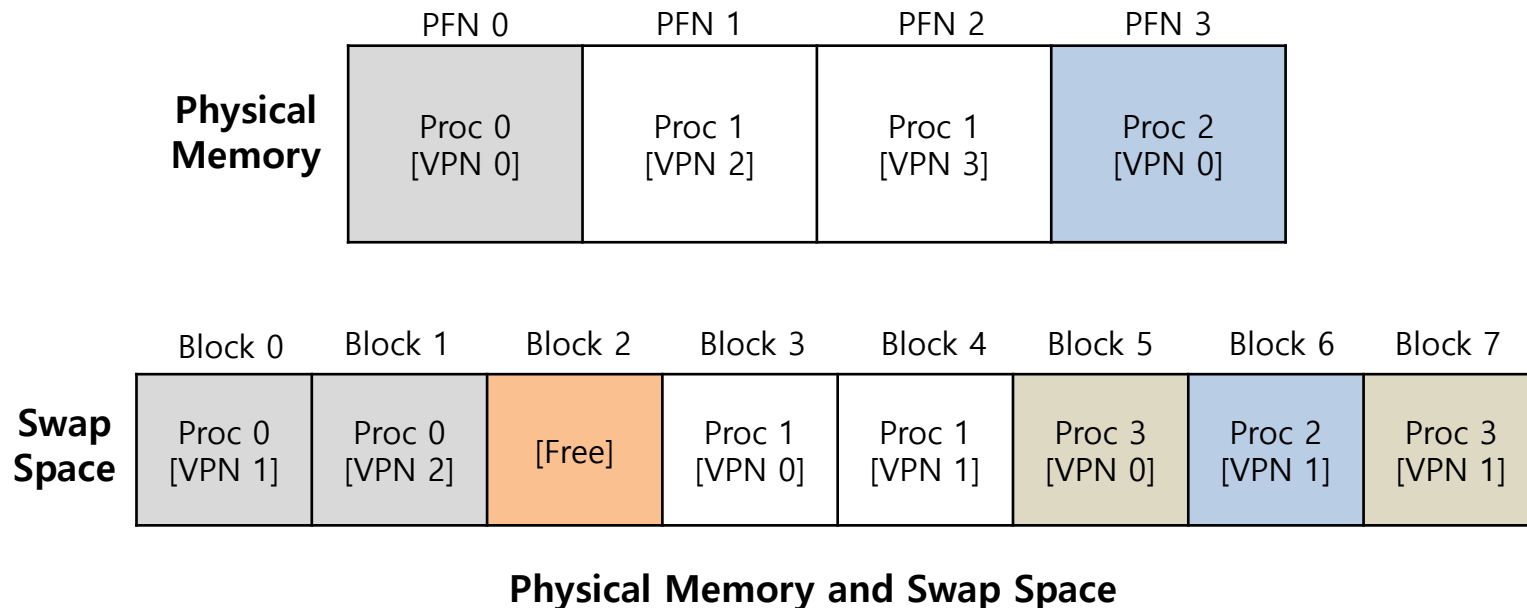 PFN 0 PFN 1 PFN 2 PFN 3
Physical
Memory
Proc 0 Proc 1 Proc 1 Proc 2
[VPN 0] [VPN 2] [VPN 3] [VPN 0]
Block 0 Block 1 Block 2 Block 3 Block 4 Block 5 Block 6 Block 7
Swap
Space
Proc 0 Proc 0 [Free] Proc 1 Proc 1 Proc 3 Proc 2 Proc 3
[VPN 1] [VPN 2] [VPN 0] [VPN 1] [VPN 0] [VPN 1] [VPN 1]
Physical Memory and Swap Space